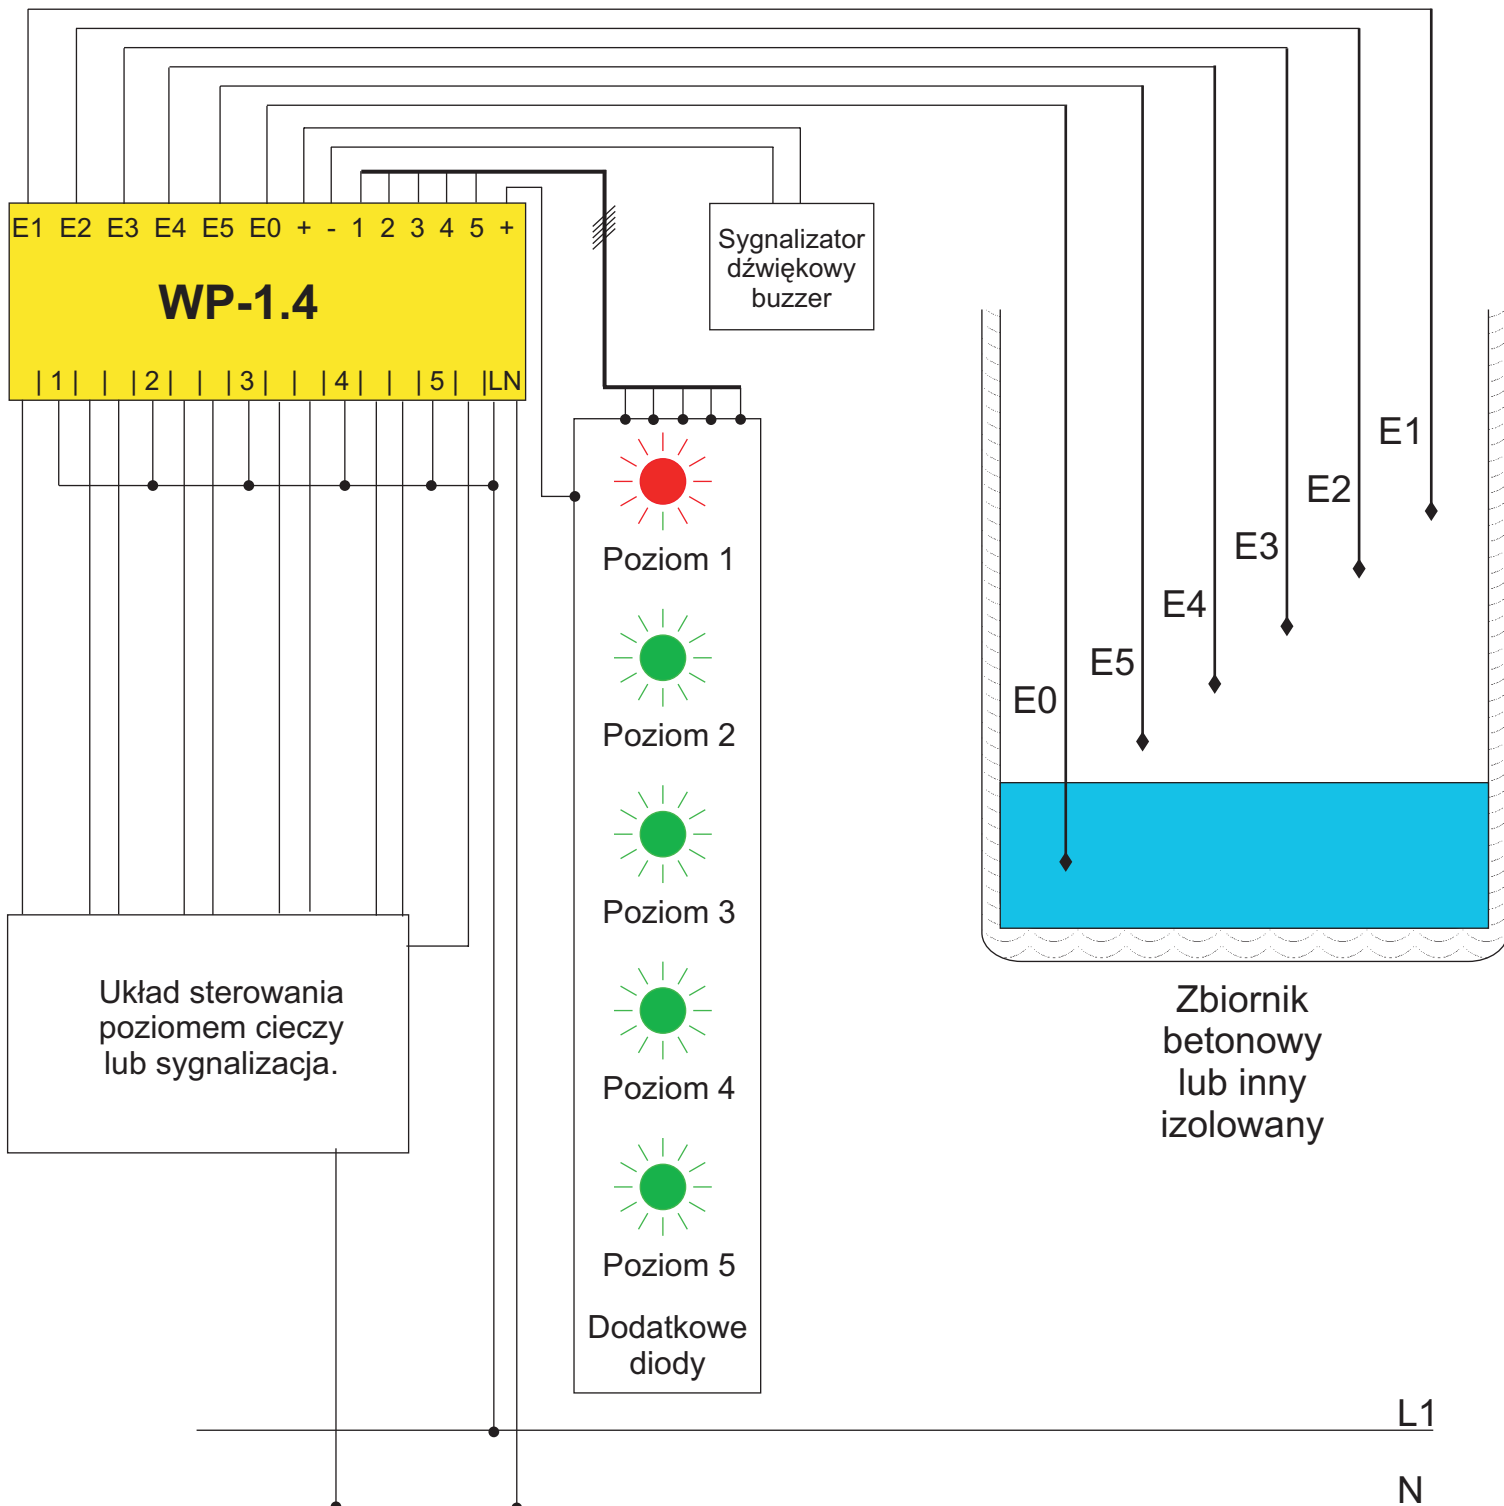 E1 E2 E3 E4 E5 E0 + - 1 2 3 4 5 +
WP-1.4
| 1 | | | 2 | | | 3 | | | 4 | | | 5 | | LN
Sygnalizator
dźwiękowy
buzzer
E1
E2
E3
E4
E5
E0
Poziom 1
Poziom 2
Poziom 3
Poziom 4
Poziom 5
Dodatkowe
diody
Układ sterowania
poziomem cieczy
lub sygnalizacja.
Zbiornik
betonowy
lub inny
izolowany
L1
N